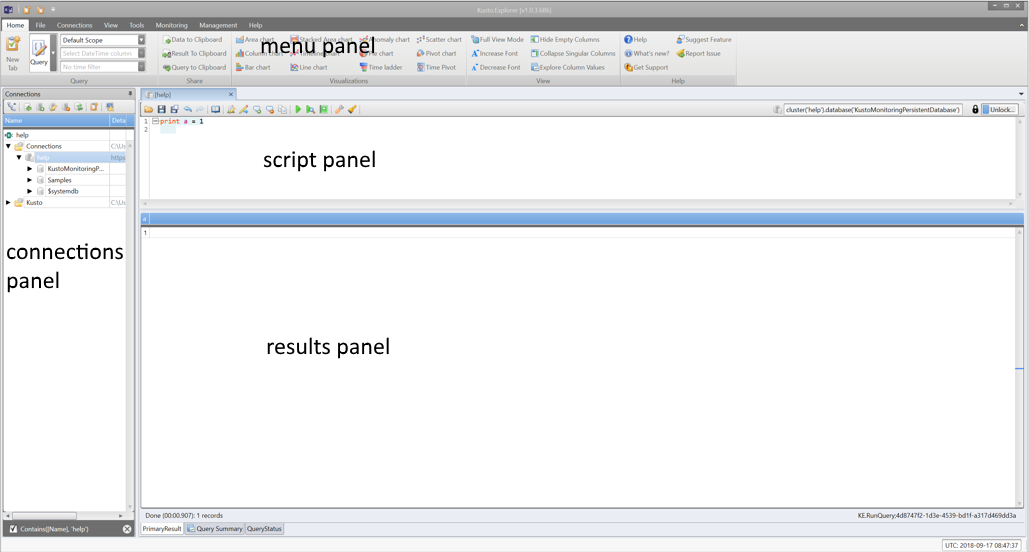 Kusto.Explorer [v1.0.3.686]
Home File Connections View Tools Monitoring Management Help
New Tab
Query
Default Scope
Select DateTime column
No time filter
Query
Data to Clipboard
Result To Clipboard
Query to Clipboard
Share
Area chart Stacked Area chart Anomaly chart Scatter chart
menu panel
Column Pivot chart
Bar chart Line chart Time ladder Time Pivot
Visualizations
Full View Mode Hide Empty Columns
Increase Font Collapse Singular Columns
Decrease Font Explore Column Values
View
Help Suggest Feature
What's new? Report Issue
Get Support
Help
Connections
Name Deta
help
Connections C:\Us
help https
KustoMonitoringP...
Samples
$systemdb
Kusto C:\Us
connections
panel
Contains([Name], 'help')
[help]
cluster('help').database('KustoMonitoringPersistentDatabase') Unlock...
1 print a = 1
2
script panel
a
1
results panel
Done (00:00.907): 1 records
KE.RunQuery;4d8747f2-1d3e-4539-bd1f-a317d469dd3a
PrimaryResult Query Summary QueryStatus
UTC: 2018-09-17 08:47:37